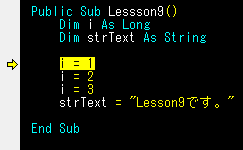 Public Sub Lessson9()
Dim i As Long
Dim strText As String
i = 1
i = 2
i = 3
strText = "Lesson9です。"
End Sub